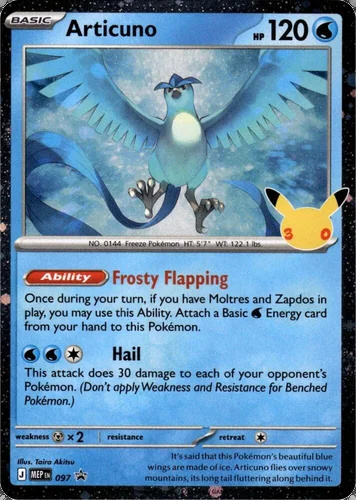 BASIC
Articuno
HP 120
30
NO. 0144 Freeze Pokémon HT: 5'7" WT: 122.1 lbs.
Ability Frosty Flapping
Once during your turn, if you have Moltres and Zapdos in
play, you may use this Ability. Attach a Basic Energy card
from your hand to this Pokémon.
Hail
This attack does 30 damage to each of your opponent's
Pokémon. (Don't apply Weakness and Resistance for Benched
Pokémon.)
weakness ×2 resistance retreat
Illus. Taira Akitsu
J MEP EN 097
It's said that this Pokémon's beautiful blue
wings are made of ice. Articuno flies over snowy
mountains, its long tail fluttering along behind it.